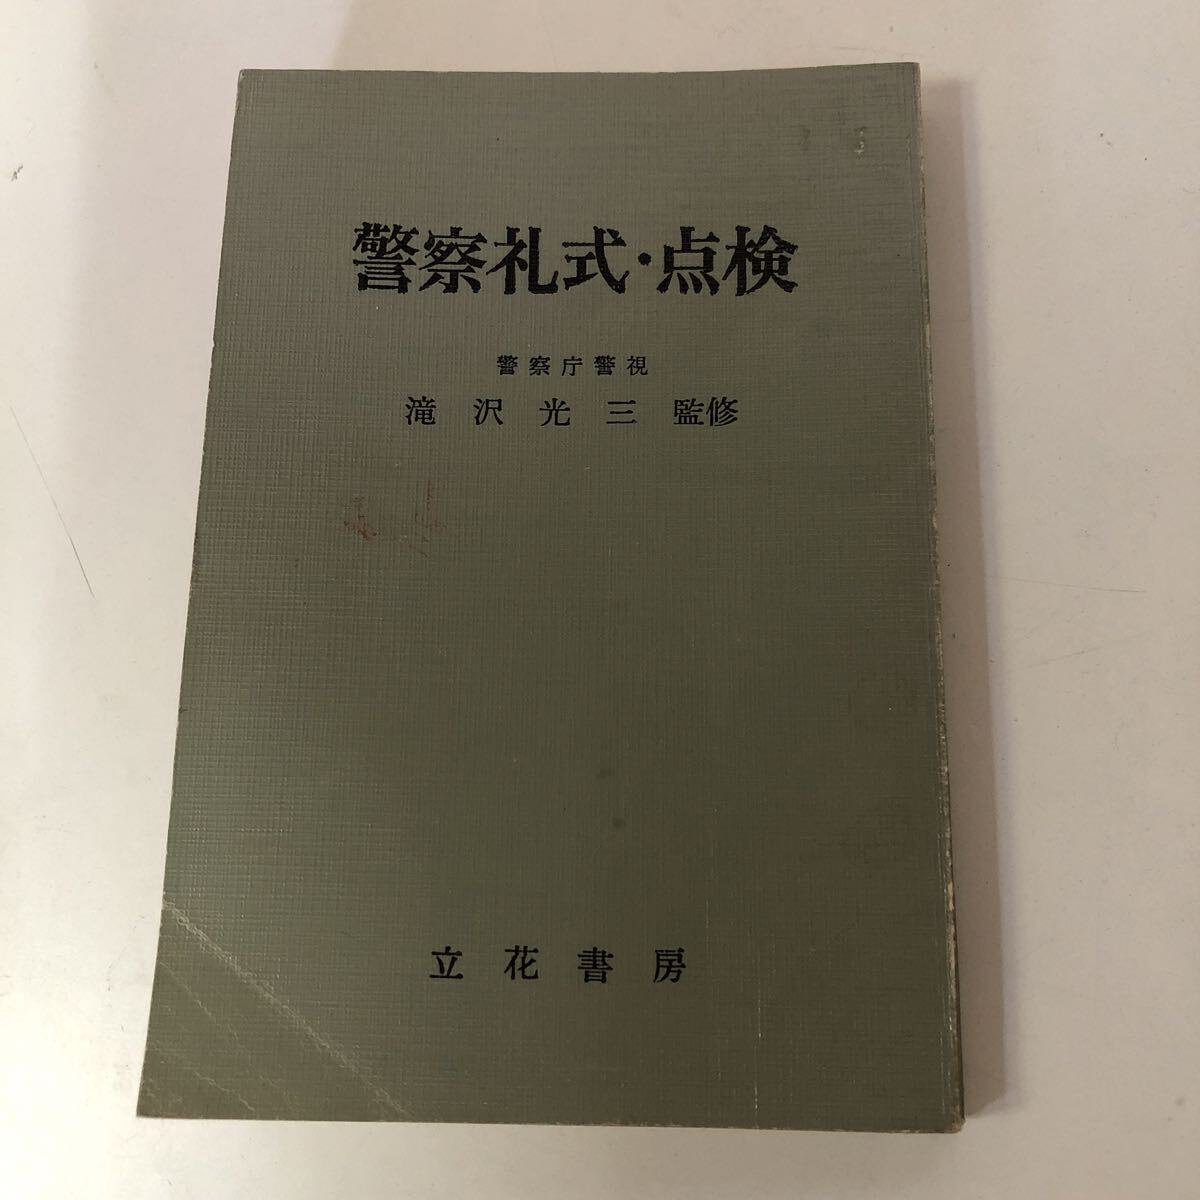 警察礼式・点検
警察庁警視
滝沢光三 監修
立花書房